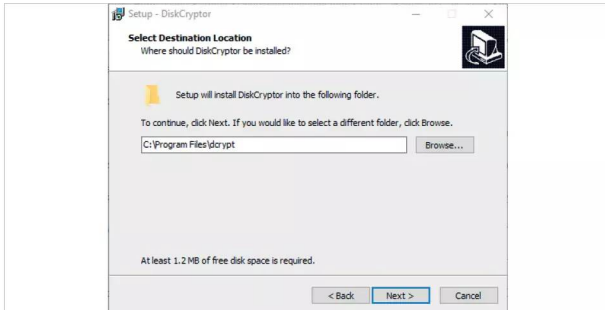 Setup - DiskCryptor
Select Destination Location
Where should DiskCryptor be installed?
Setup will install DiskCryptor into the following folder.
To continue, click Next. If you would like to select a different folder, click Browse.
C:\Program Files\dcrypt
Browse...
At least 1.2 MB of free disk space is required.
< Back
Next >
Cancel